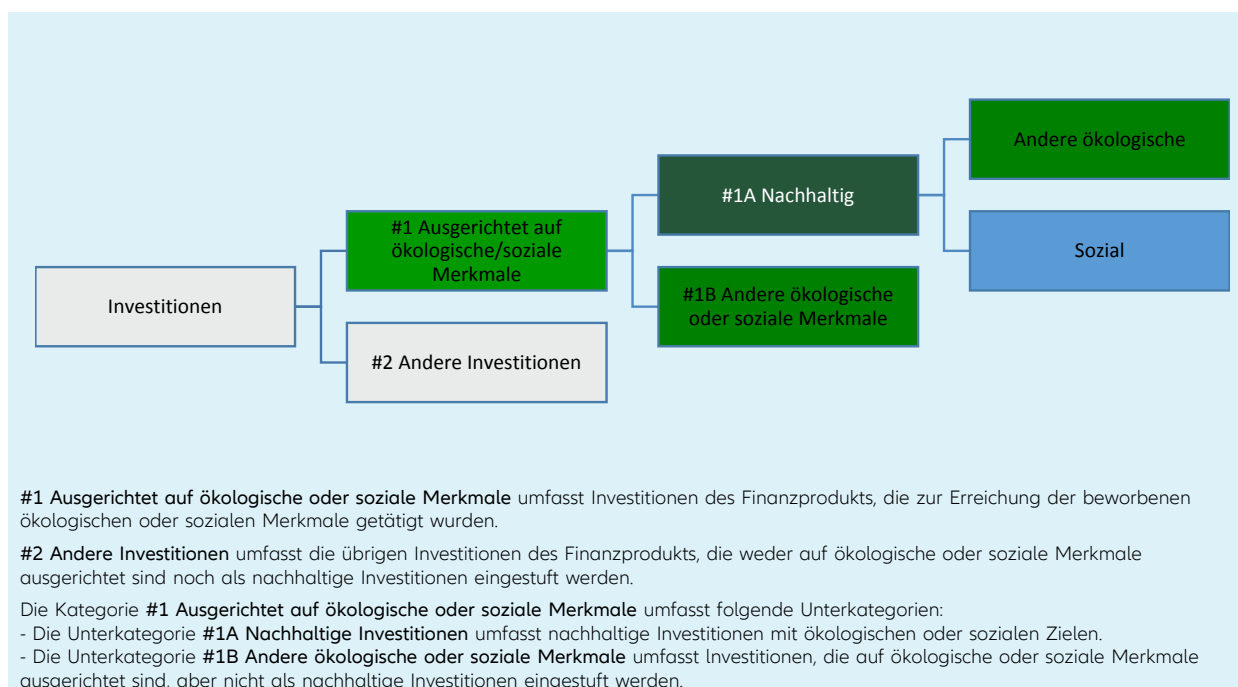 Andere ökologische
#1A Nachhaltig
#1 Ausgerichtet auf
ökologische/soziale
Merkmale
Sozial
Investitionen
#1B Andere ökologische
oder soziale Merkmale
#2 Andere Investitionen
#1 Ausgerichtet auf ökologische oder soziale Merkmale umfasst Investitionen des Finanzprodukts, die zur Erreichung der beworbenen
ökologischen oder sozialen Merkmale getätigt wurden.
#2 Andere Investitionen umfasst die übrigen Investitionen des Finanzprodukts, die weder auf ökologische oder soziale Merkmale
ausgerichtet sind noch als nachhaltige Investitionen eingestuft werden.
Die Kategorie #1 Ausgerichtet auf ökologische oder soziale Merkmale umfasst folgende Unterkategorien:
- Die Unterkategorie #1A Nachhaltige Investitionen umfasst nachhaltige Investitionen mit ökologischen oder sozialen Zielen.
- Die Unterkategorie #1B Andere ökologische oder soziale Merkmale umfasst Investitionen, die auf ökologische oder soziale Merkmale
ausgerichtet sind, aber nicht als nachhaltige Investitionen eingestuft werden.